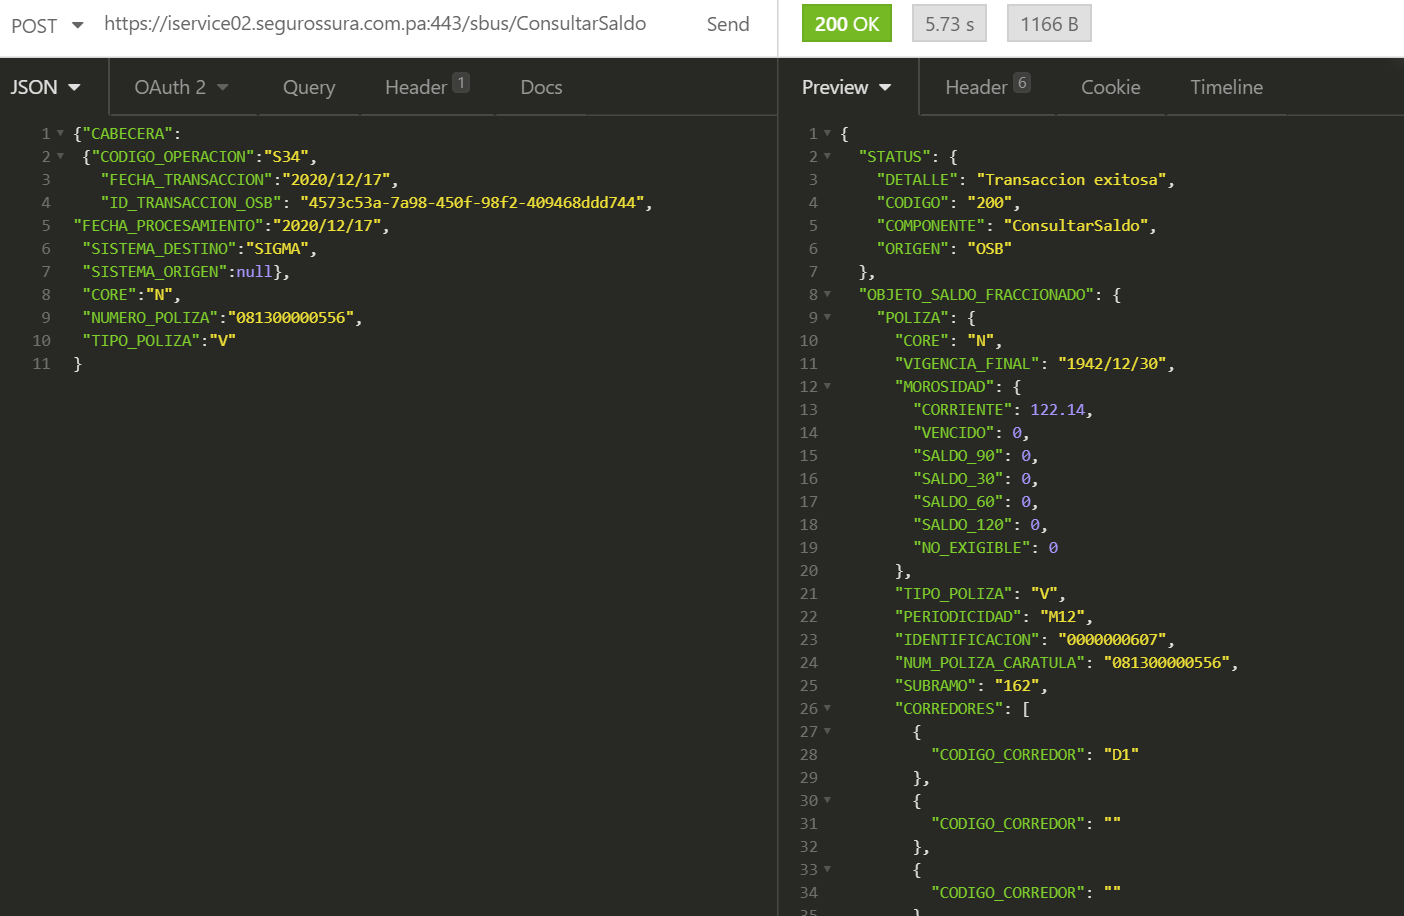 POST https://iservice02.segurossura.com.pa:443/sbus/ConsultarSaldo Send
200 OK 5.73 s 1166 B
JSON OAuth 2 Query Header 1 Docs
Preview Header 6 Cookie Timeline
1 {"CABECERA":
2 {"CODIGO_OPERACION":"S34",
3 "FECHA_TRANSACCION":"2020/12/17",
4 "ID_TRANSACCION_OSB": "4573c53a-7a98-450f-98f2-409468ddd744",
5 "FECHA_PROCESAMIENTO":"2020/12/17",
6 "SISTEMA_DESTINO":"SIGMA",
7 "SISTEMA_ORIGEN":null},
8 "CORE":"N",
9 "NUMERO_POLIZA":"081300000556",
10 "TIPO_POLIZA":"V"
11 }
1 {
2 "STATUS": {
3 "DETALLE": "Transaccion exitosa",
4 "CODIGO": "200",
5 "COMPONENTE": "ConsultarSaldo",
6 "ORIGEN": "OSB"
7 },
8 "OBJETO_SALDO_FRACCIONADO": {
9 "POLIZA": {
10 "CORE": "N",
11 "VIGENCIA_FINAL": "1942/12/30",
12 "MOROSIDAD": {
13 "CORRIENTE": 122.14,
14 "VENCIDO": 0,
15 "SALDO_90": 0,
16 "SALDO_30": 0,
17 "SALDO_60": 0,
18 "SALDO_120": 0,
19 "NO_EXIGIBLE": 0
20 },
21 "TIPO_POLIZA": "V",
22 "PERIODICIDAD": "M12",
23 "IDENTIFICACION": "0000000607",
24 "NUM_POLIZA_CARATULA": "081300000556",
25 "SUBRAMO": "162",
26 "CORREDORES": [
27 {
28 "CODIGO_CORREDOR": "D1"
29 },
30 {
31 "CODIGO_CORREDOR": ""
32 },
33 {
34 "CODIGO_CORREDOR": ""
35 }